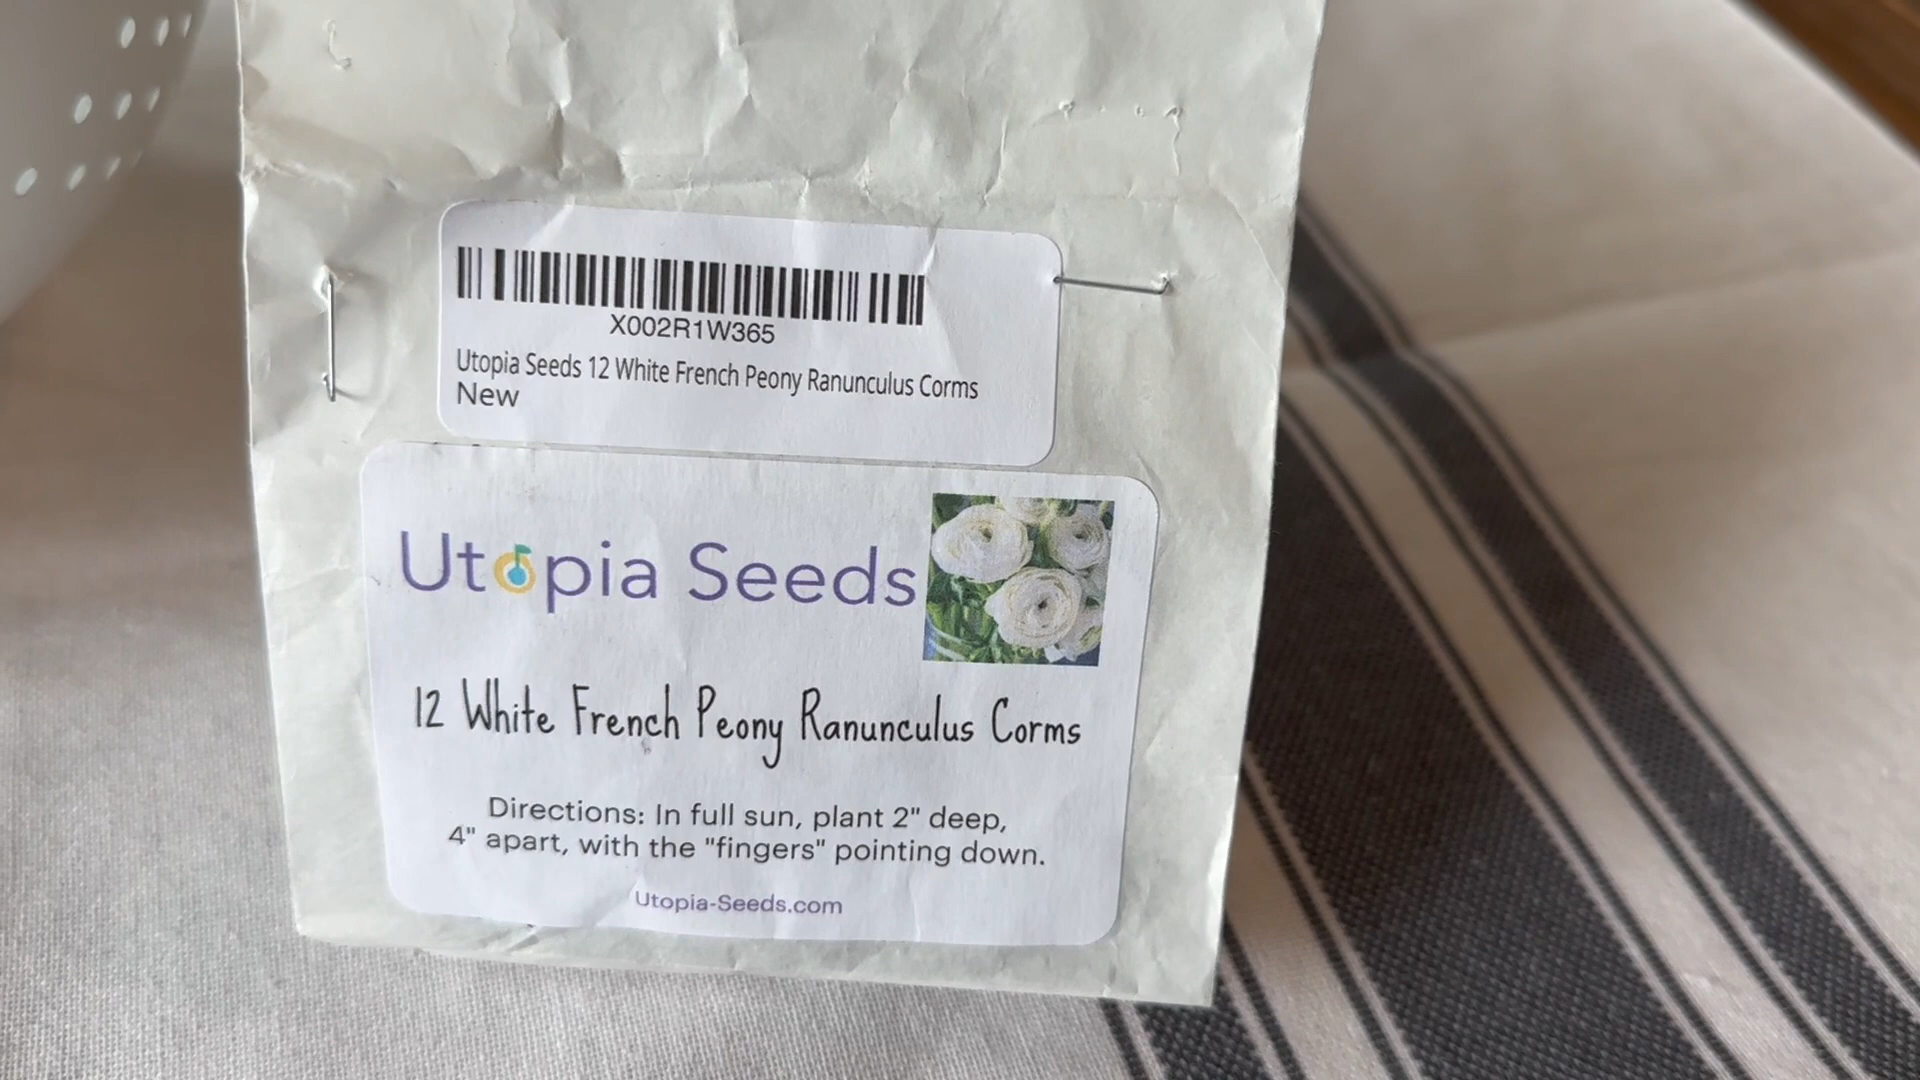 X002R1W365
Utopia Seeds 12 White French Peony Ranunculus Corms
New
Utopia Seeds
12 White French Peony Ranunculus Corms
Directions: In full sun, plant 2" deep,
4" apart, with the "fingers" pointing down.
Utopia-Seeds.com